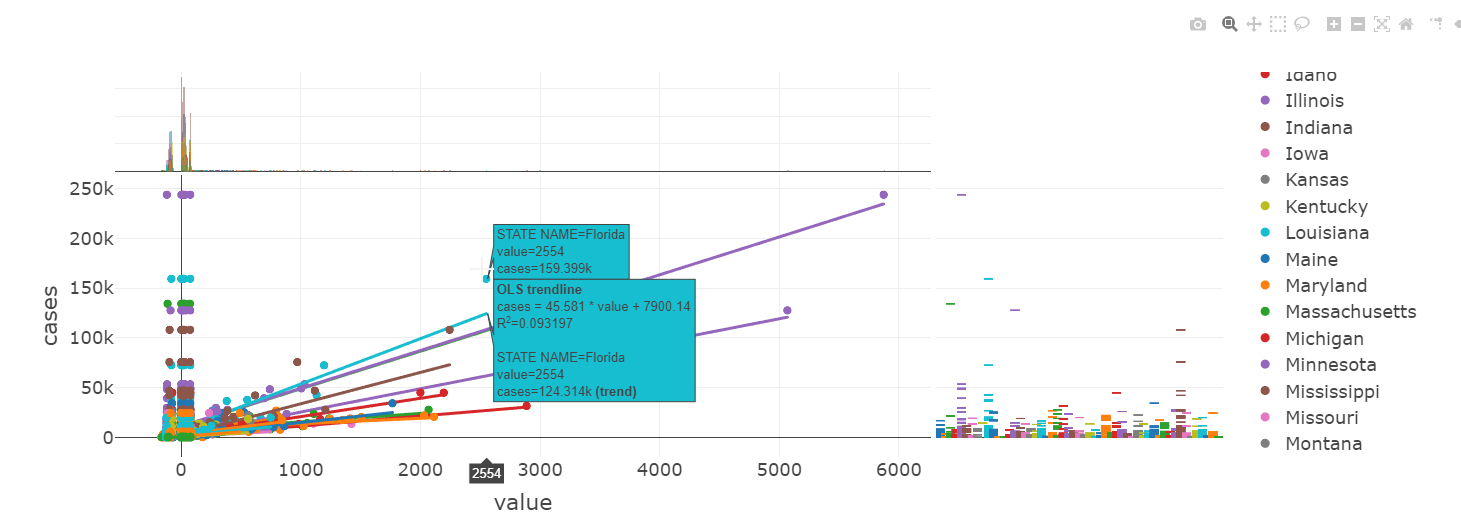 Idaho
Illinois
Indiana
Iowa
Kansas
Kentucky
Louisiana
Maine
Maryland
Massachusetts
Michigan
Minnesota
Mississippi
Missouri
Montana
250k
200k
150k
100k
50k
0
cases
STATE NAME=Florida
value=2554
cases=159.399k
OLS trendline
cases = 45.581 * value + 7900.14
R²=0.093197
STATE NAME=Florida
value=2554
cases=124.314k (trend)
0
1000
2000
2554
3000
4000
5000
6000
value